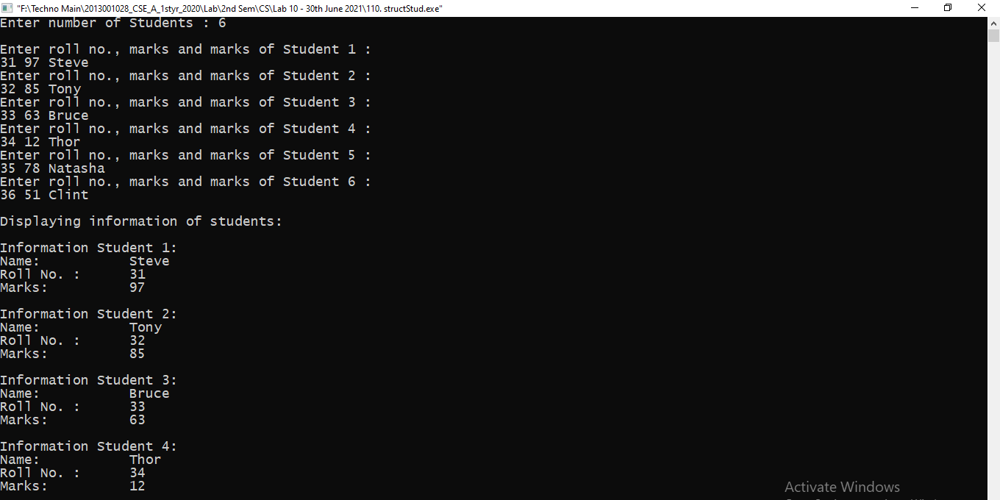 "F:\Techno Main\2013001028_CSE_A_1styr_2020\Lab\2nd Sem\CS\Lab 10 - 30th June 2021\110. structStud.exe"
Enter number of Students : 6
Enter roll no., marks and marks of Student 1 :
31 97 Steve
Enter roll no., marks and marks of Student 2 :
32 85 Tony
Enter roll no., marks and marks of Student 3 :
33 63 Bruce
Enter roll no., marks and marks of Student 4 :
34 12 Thor
Enter roll no., marks and marks of Student 5 :
35 78 Natasha
Enter roll no., marks and marks of Student 6 :
36 51 Clint
Displaying information of students:
Information Student 1:
Name: Steve
Roll No. : 31
Marks: 97
Information Student 2:
Name: Tony
Roll No. : 32
Marks: 85
Information Student 3:
Name: Bruce
Roll No. : 33
Marks: 63
Information Student 4:
Name: Thor
Roll No. : 34
Marks: 12
Activate Windows